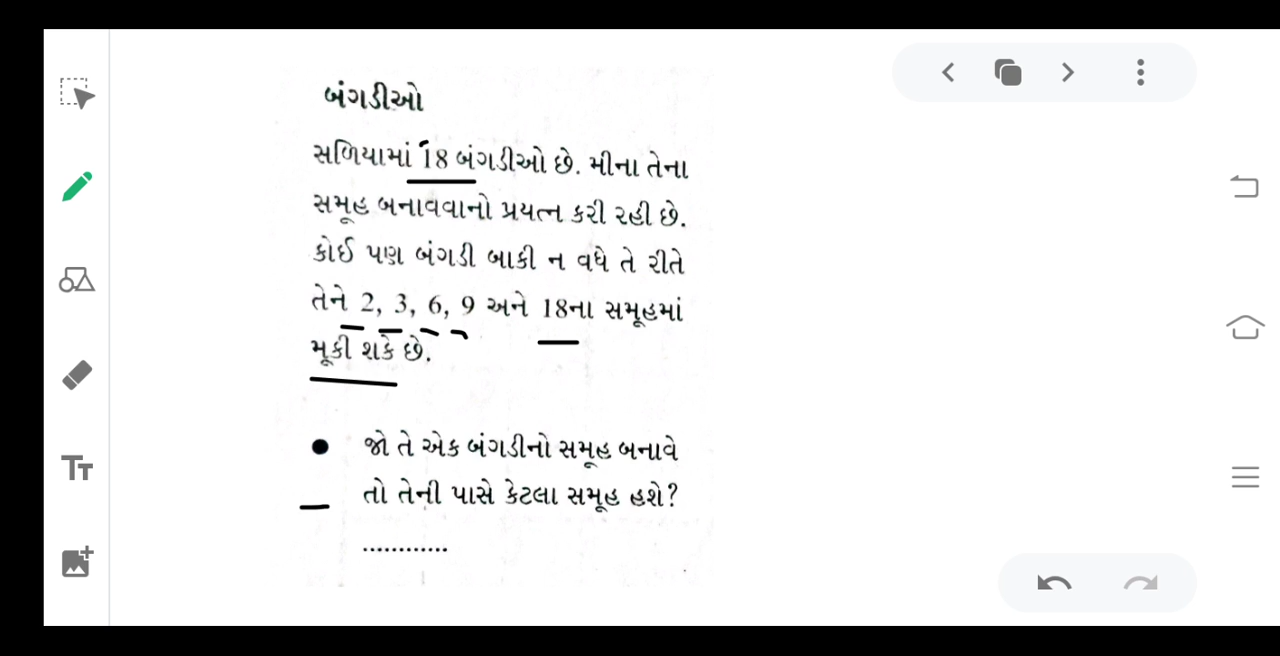 બંગડીઓ
સળિયામાં 18 બંગડીઓ છે. મીના તેના
સમૂહ બનાવવાનો પ્રયત્ન કરી રહી છે.
કોઈ પણ બંગડી બાકી ન વધે તે રીતે
તેને 2, 3, 6, 9 અને 18ના સમૂહમાં
મૂકી શકે છે.
● જો તે એક બંગડીનો સમૂહ બનાવે
તો તેની પાસે કેટલા સમૂહ હશે?
............
TT